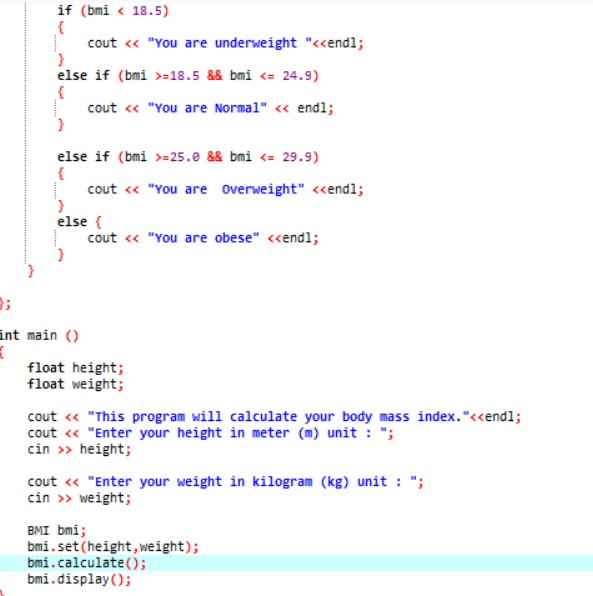 if (bmi < 18.5)
{
cout << "You are underweight "<<endl;
}
else if (bmi >=18.5 && bmi <= 24.9)
{
cout << "You are Normal" << endl;
}
else if (bmi >=25.0 && bmi <= 29.9)
{
cout << "You are  Overweight" <<endl;
}
else {
cout << "You are obese" <<endl;
}
}
};
int main ()
{
float height;
float weight;
cout << "This program will calculate your body mass index."<<endl;
cout << "Enter your height in meter (m) unit : ";
cin >> height;
cout << "Enter your weight in kilogram (kg) unit : ";
cin >> weight;
BMI bmi;
bmi.set(height,weight);
bmi.calculate();
bmi.display();
}